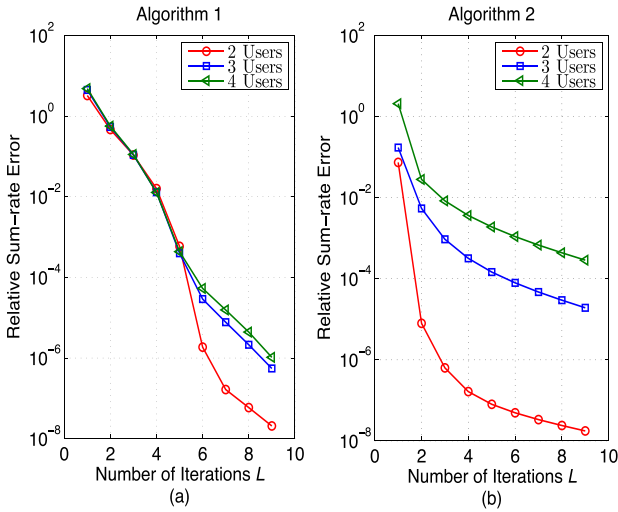 Algorithm 1
10^2
10^0
10^-2
10^-4
10^-6
10^-8
Relative Sum-rate Error
2 Users
3 Users
4 Users
0 2 4 6 8 10
Number of Iterations L
(a)
Algorithm 2
10^2
10^0
10^-2
10^-4
10^-6
10^-8
Relative Sum-rate Error
2 Users
3 Users
4 Users
0 2 4 6 8 10
Number of Iterations L
(b)